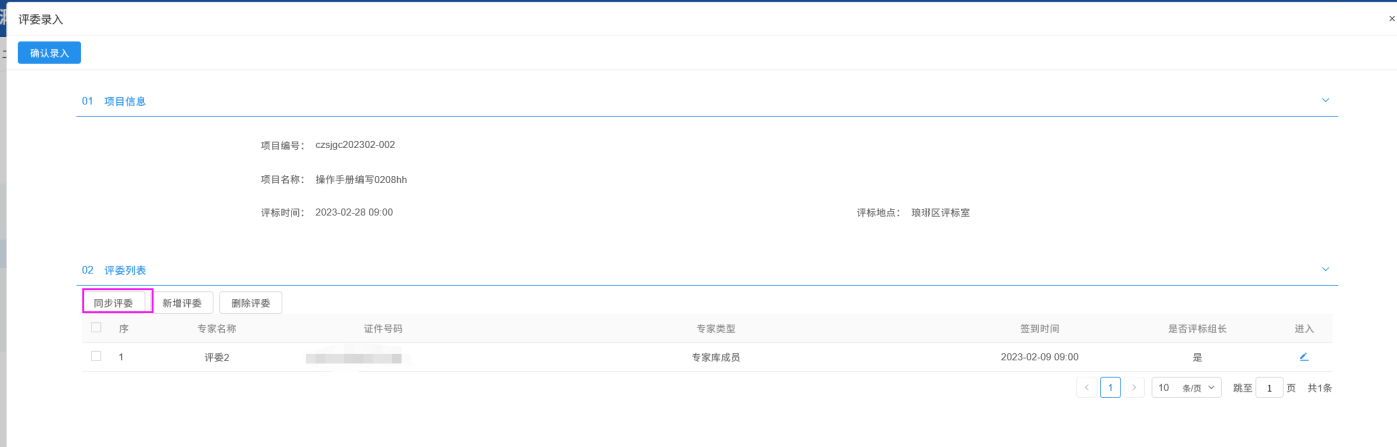 评委录入
×
确认录入
01 项目信息
项目编号： czsjgc202302-002
项目名称： 操作手册编写0208hh
评标时间： 2023-02-28 09:00 评标地点： 琅琊区评标室
02 评委列表
同步评委 新增评委 删除评委
序 专家名称 证件号码 专家类型 签到时间 是否评标组长 进入
1 评委2 专家库成员 2023-02-09 09:00 是
< 1 > 10 条/页 跳至 1 页 共1条